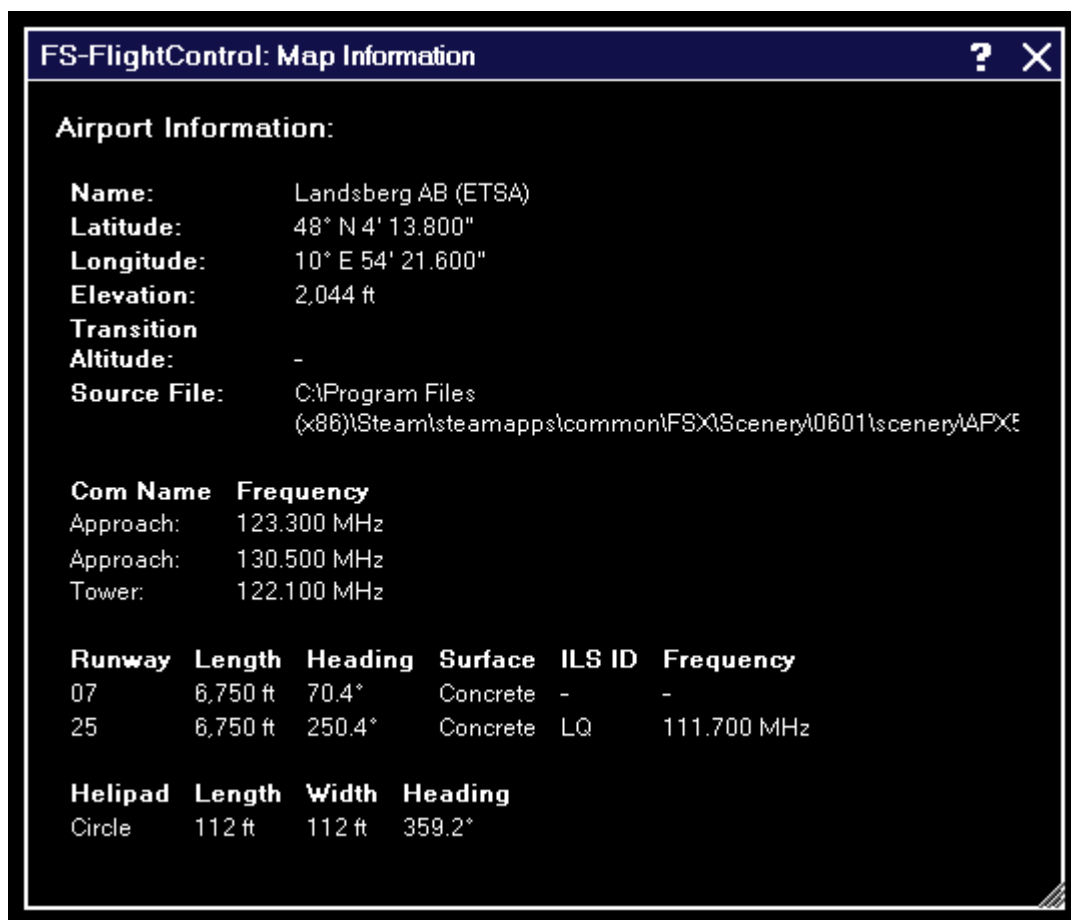 FS-FlightControl: Map Information ? X
Airport Information:
Name: Landsberg AB (ETSA)
Latitude: 48° N 4' 13.800"
Longitude: 10° E 54' 21.600"
Elevation: 2,044 ft
Transition
Altitude: -
Source File: C:\Program Files
(x86)\Steam\steamapps\common\FSX\Scenery\0601\scenery\APX5
Com Name Frequency
Approach: 123.300 MHz
Approach: 130.500 MHz
Tower: 122.100 MHz
Runway Length Heading Surface ILS ID Frequency
07 6,750 ft 70.4° Concrete - -
25 6,750 ft 250.4° Concrete LQ 111.700 MHz
Helipad Length Width Heading
Circle 112 ft 112 ft 359.2°